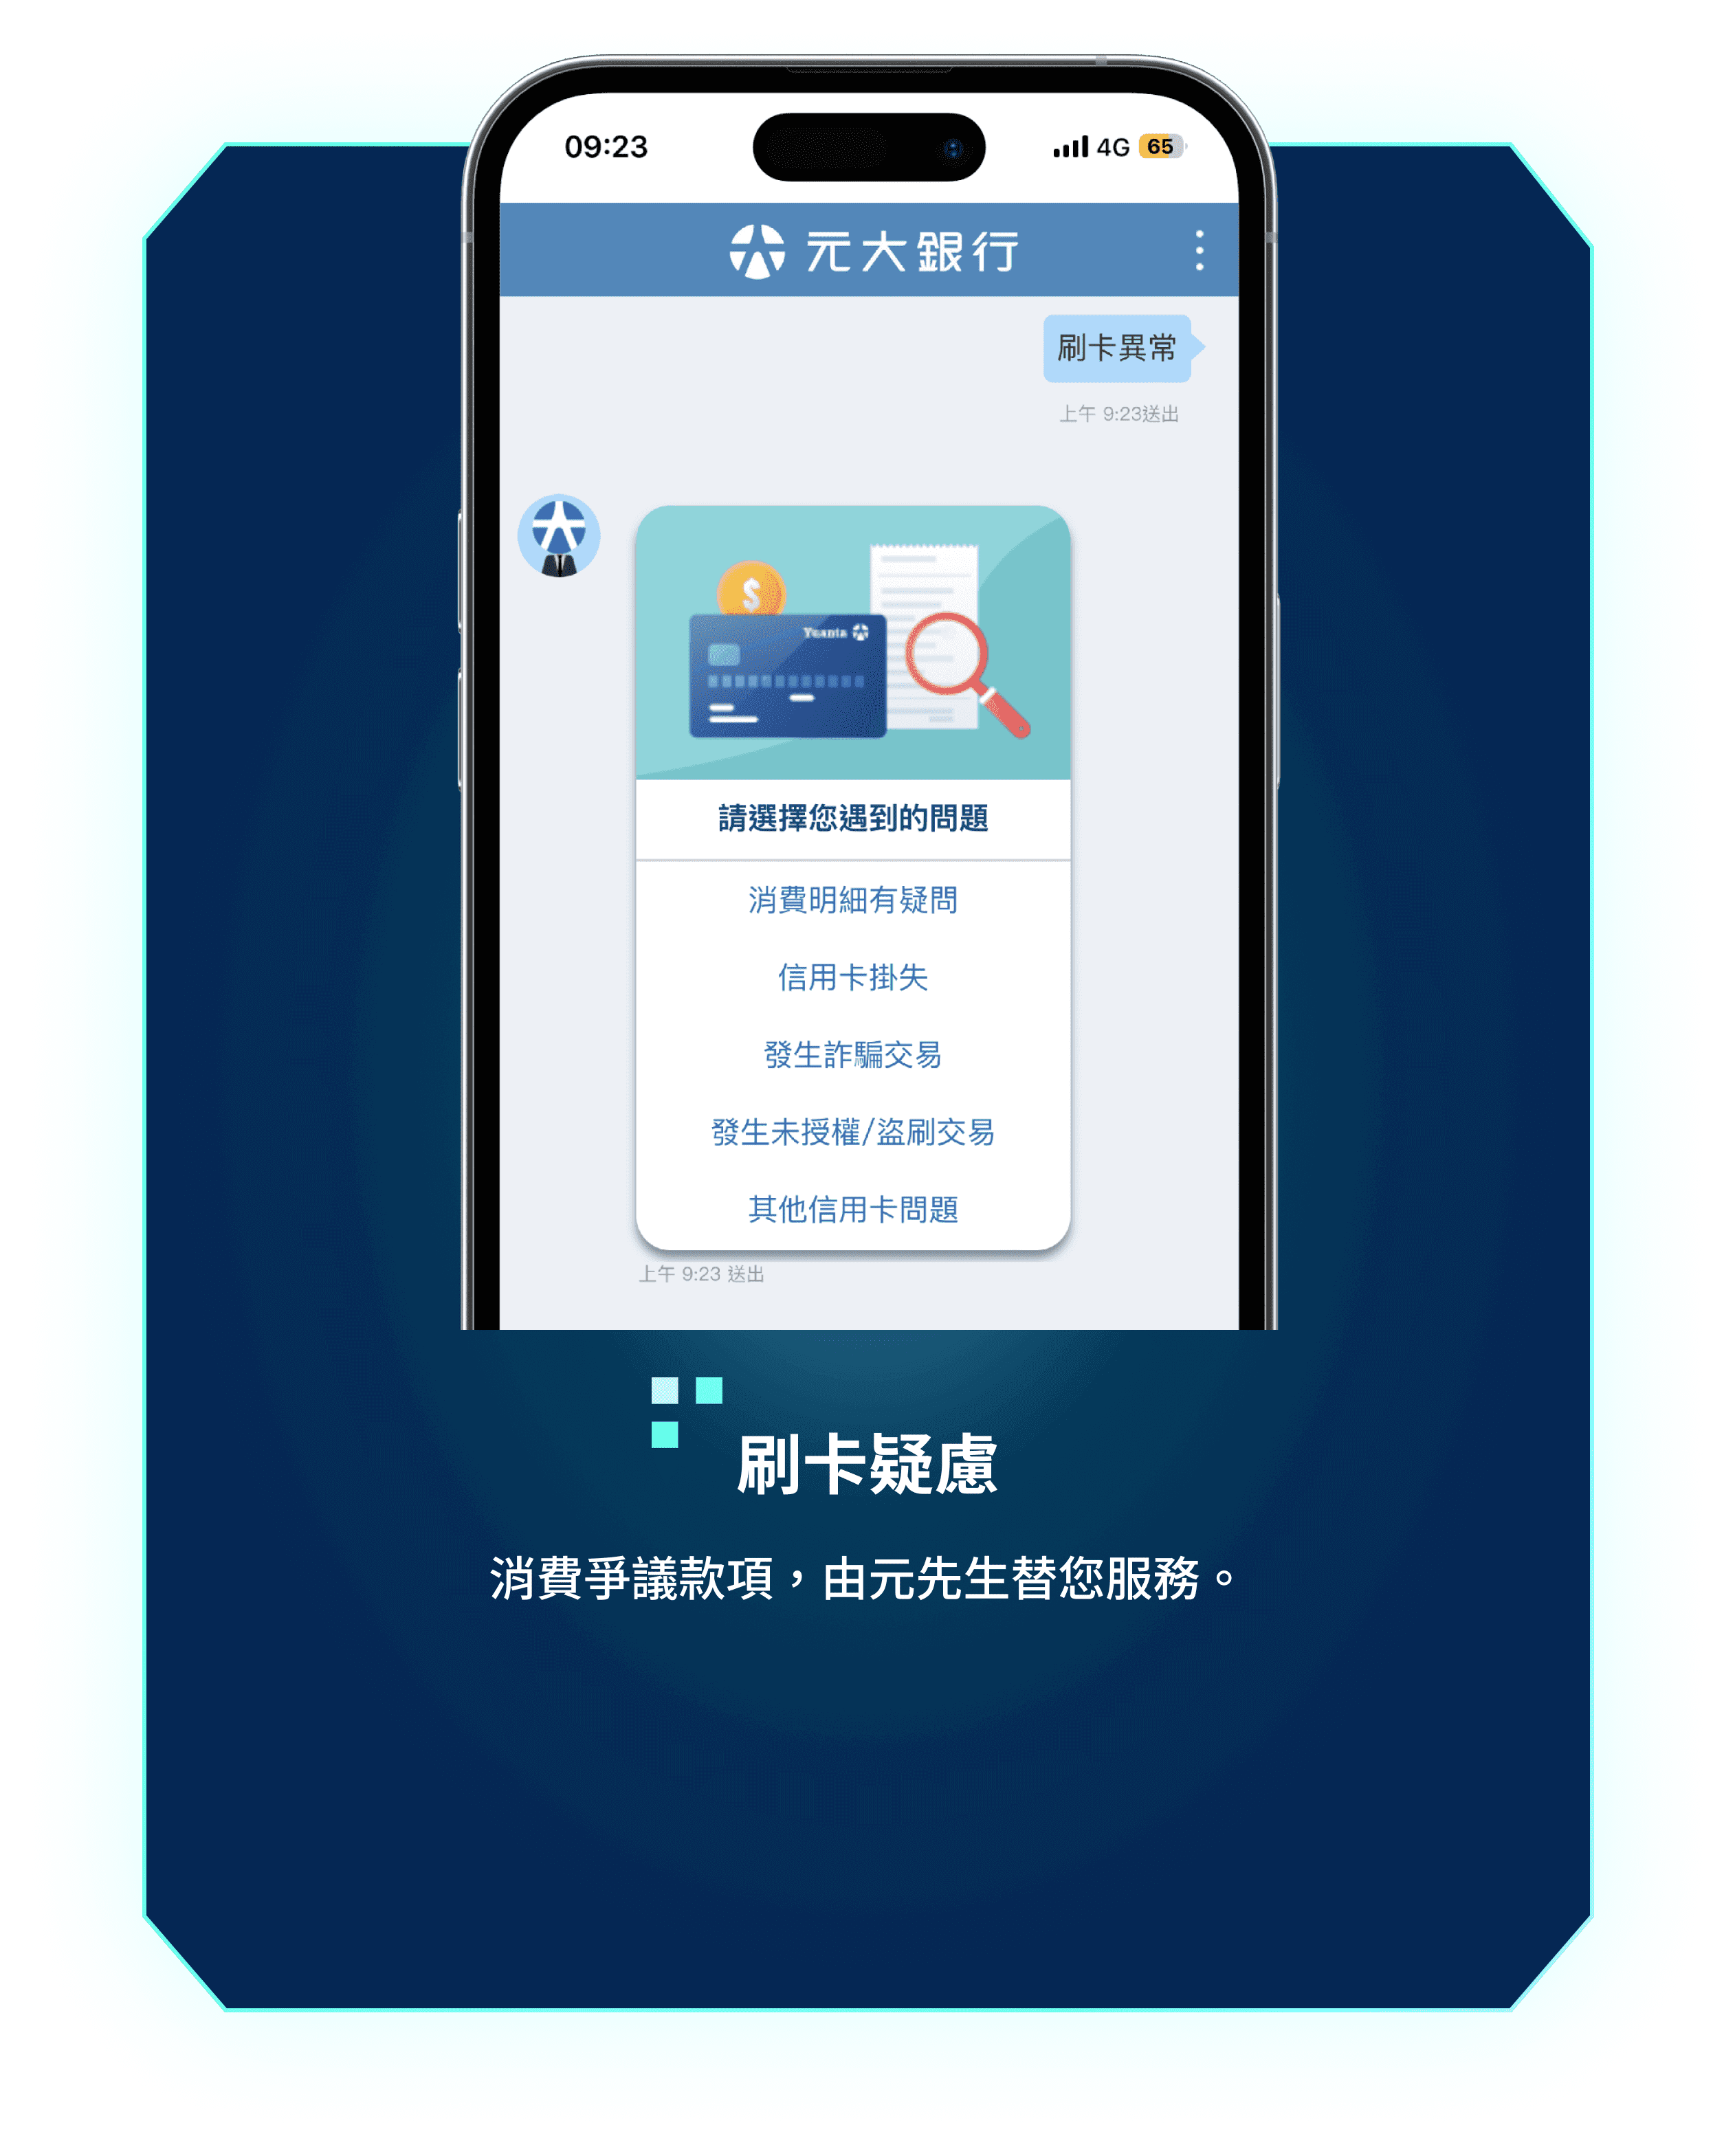 09:23
4G 65
元大銀行
刷卡異常
上午 9:23送出
Yuanta
請選擇您遇到的問題
消費明細有疑問
信用卡掛失
發生詐騙交易
發生未授權/盜刷交易
其他信用卡問題
上午 9:23 送出
刷卡疑慮
消費爭議款項，由元先生替您服務。